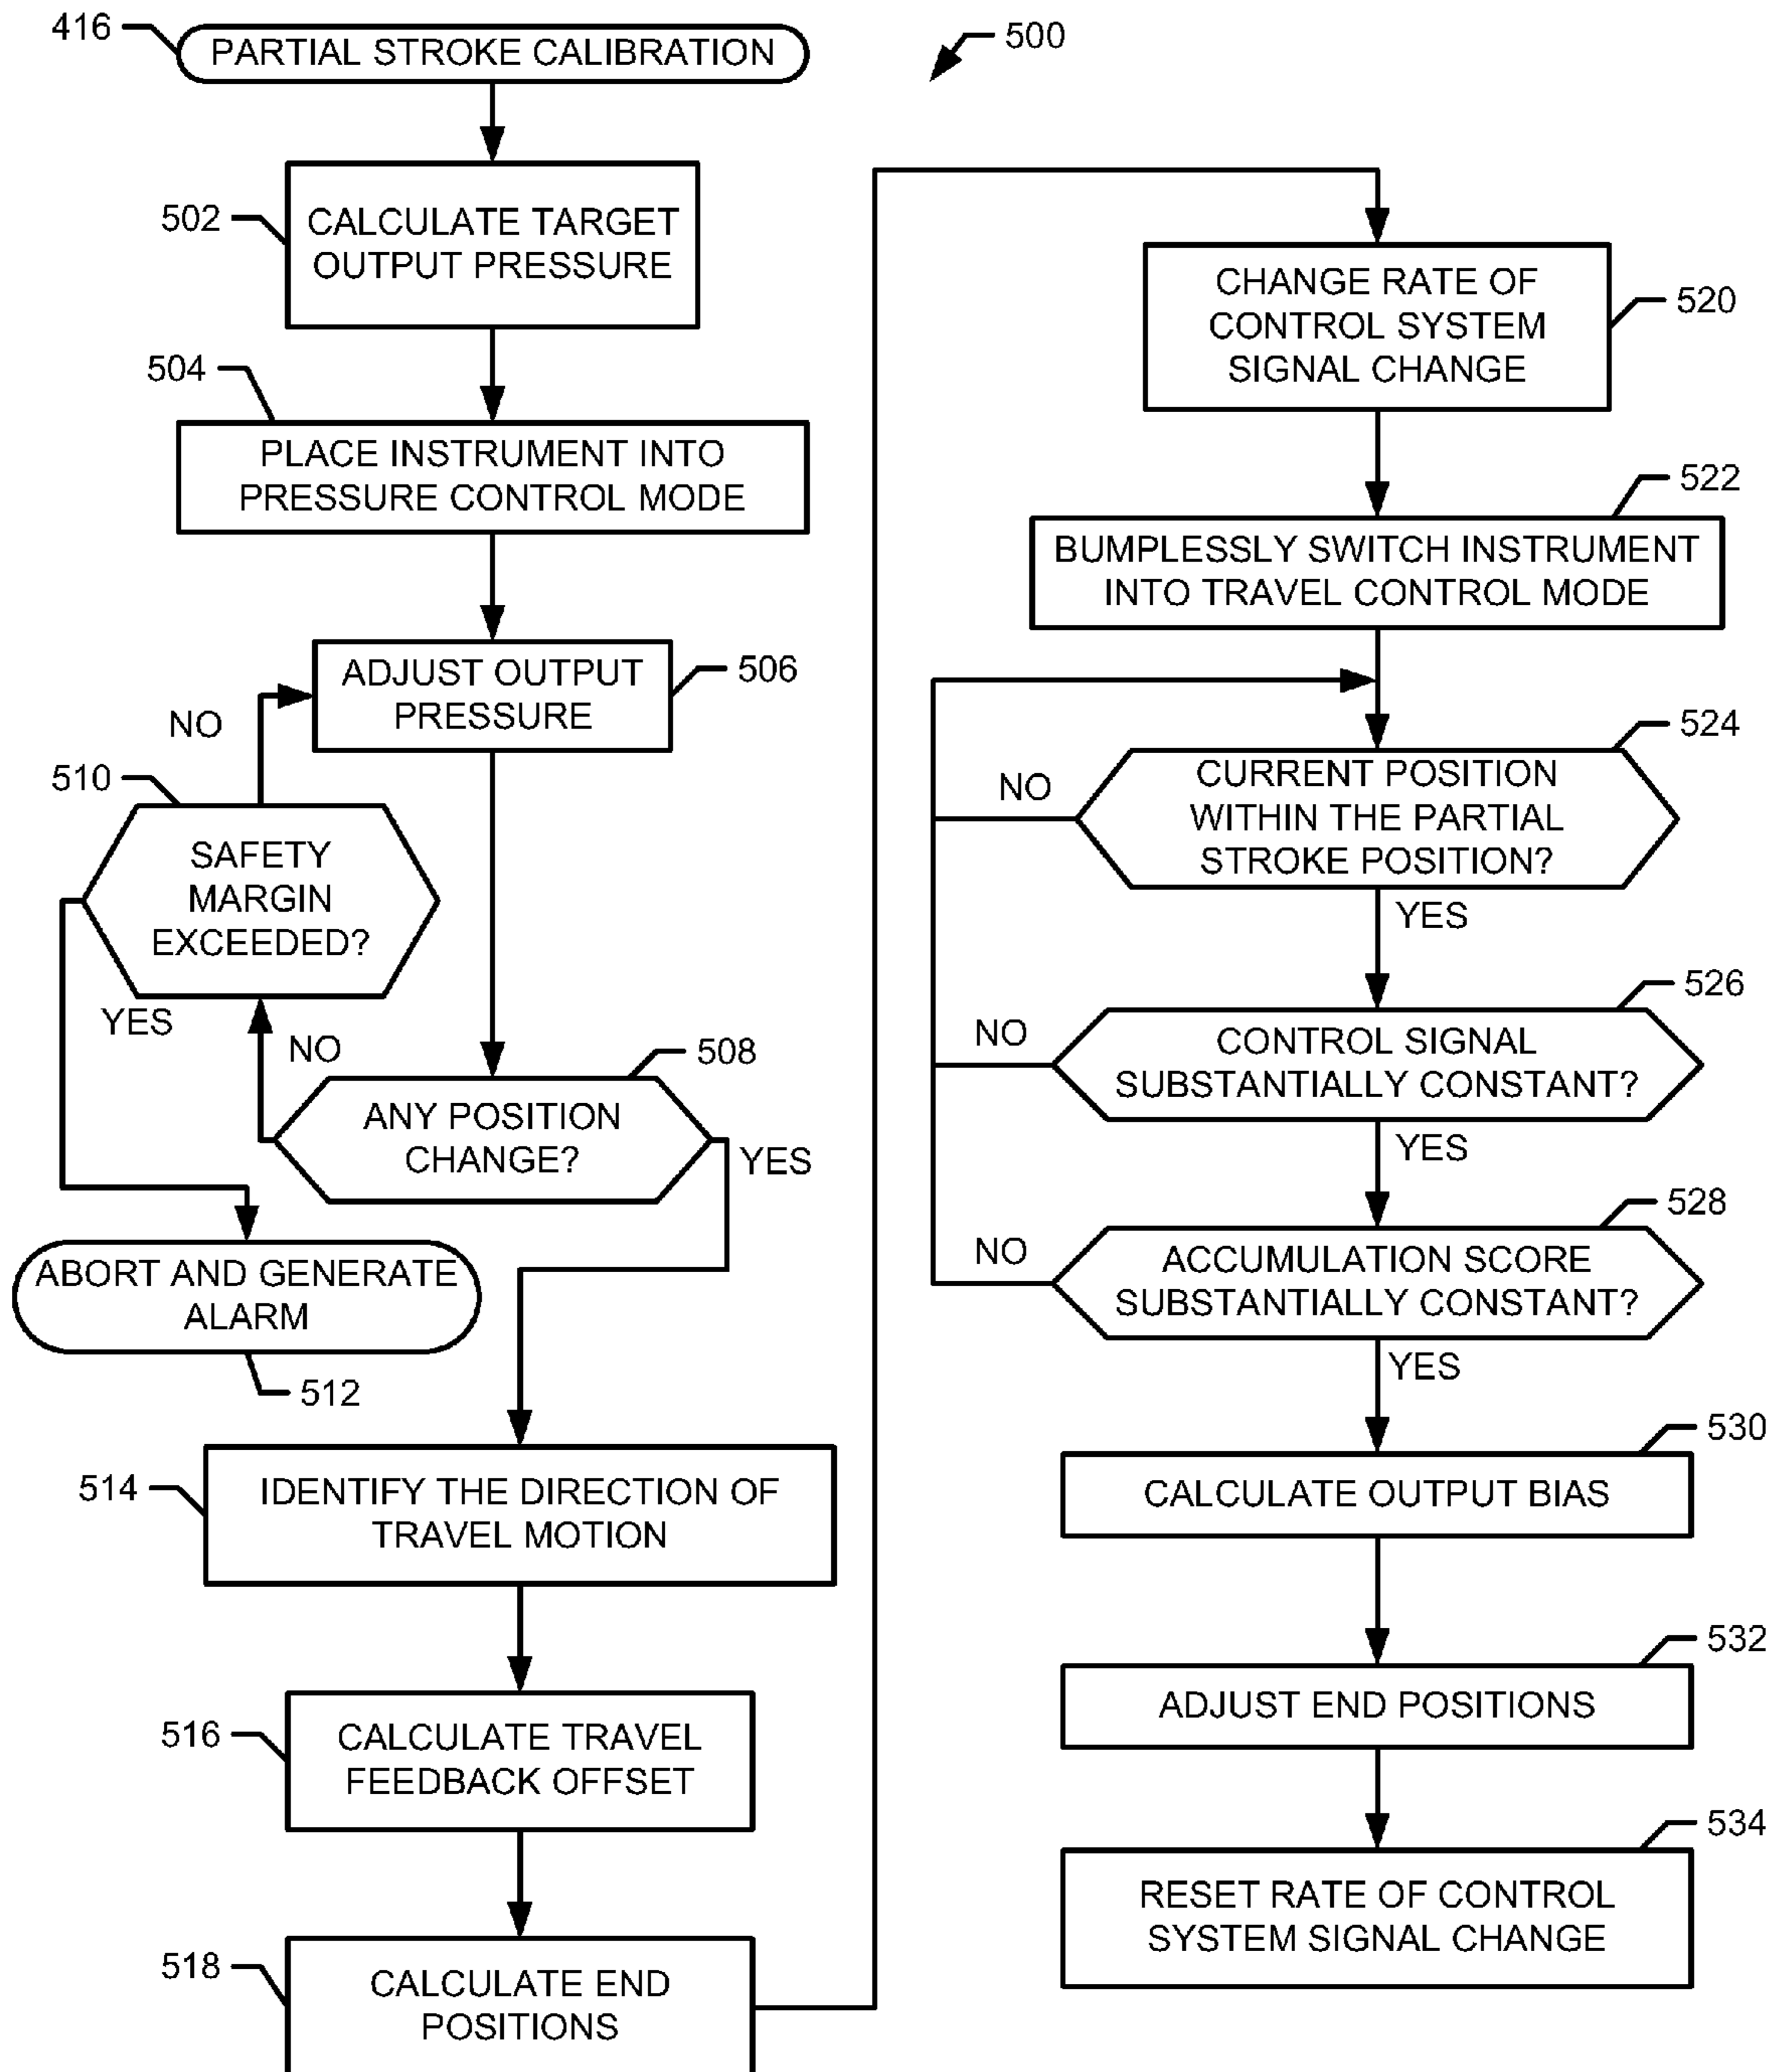 416
PARTIAL STROKE CALIBRATION
500
502
CALCULATE TARGET
OUTPUT PRESSURE
504
PLACE INSTRUMENT INTO
PRESSURE CONTROL MODE
506
ADJUST OUTPUT
PRESSURE
NO
510
SAFETY
MARGIN
EXCEEDED?
YES
NO
508
ANY POSITION
CHANGE?
YES
ABORT AND GENERATE
ALARM
512
514
IDENTIFY THE DIRECTION OF
TRAVEL MOTION
516
CALCULATE TRAVEL
FEEDBACK OFFSET
518
CALCULATE END
POSITIONS
CHANGE RATE OF
CONTROL SYSTEM
SIGNAL CHANGE
520
522
BUMPLESSLY SWITCH INSTRUMENT
INTO TRAVEL CONTROL MODE
524
NO
CURRENT POSITION
WITHIN THE PARTIAL
STROKE POSITION?
YES
526
NO
CONTROL SIGNAL
SUBSTANTIALLY CONSTANT?
YES
528
NO
ACCUMULATION SCORE
SUBSTANTIALLY CONSTANT?
YES
530
CALCULATE OUTPUT BIAS
532
ADJUST END POSITIONS
534
RESET RATE OF CONTROL
SYSTEM SIGNAL CHANGE